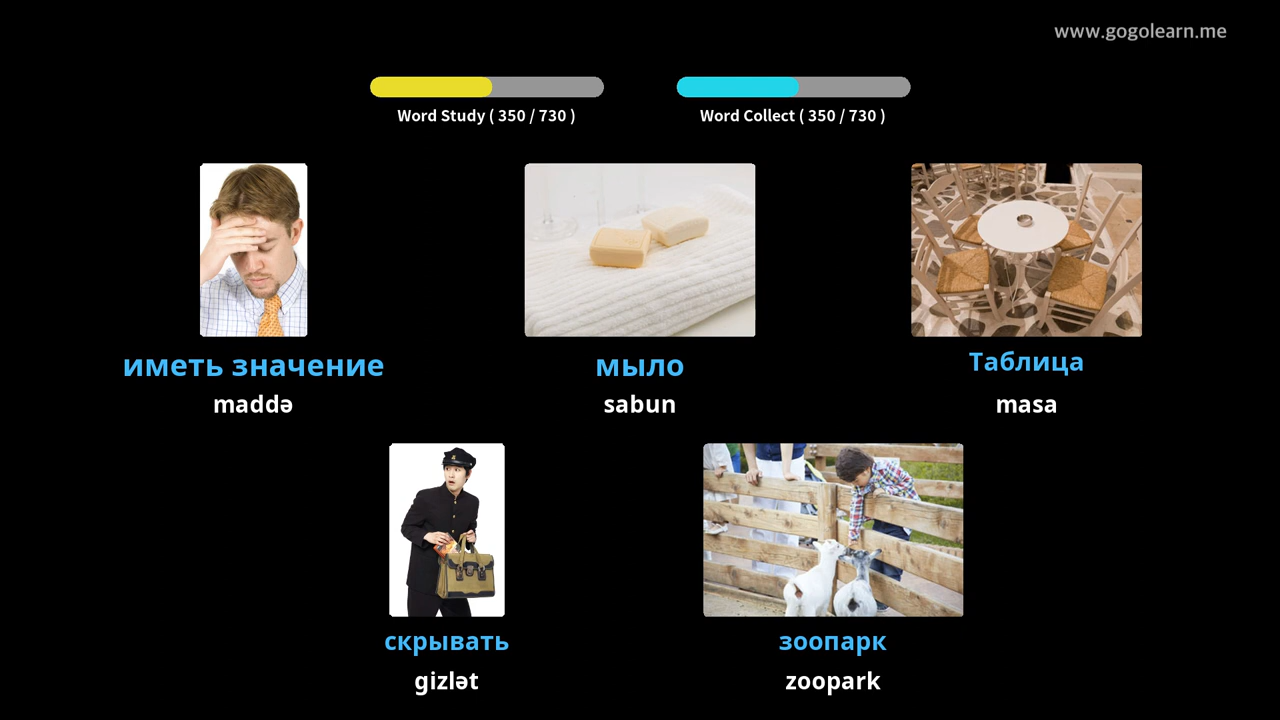 www.gogolearn.me
Word Study ( 350 / 730 )
Word Collect ( 350 / 730 )
иметь значение
maddə
мыло
sabun
Таблица
masa
скрывать
gizlət
зоопарк
zoopark